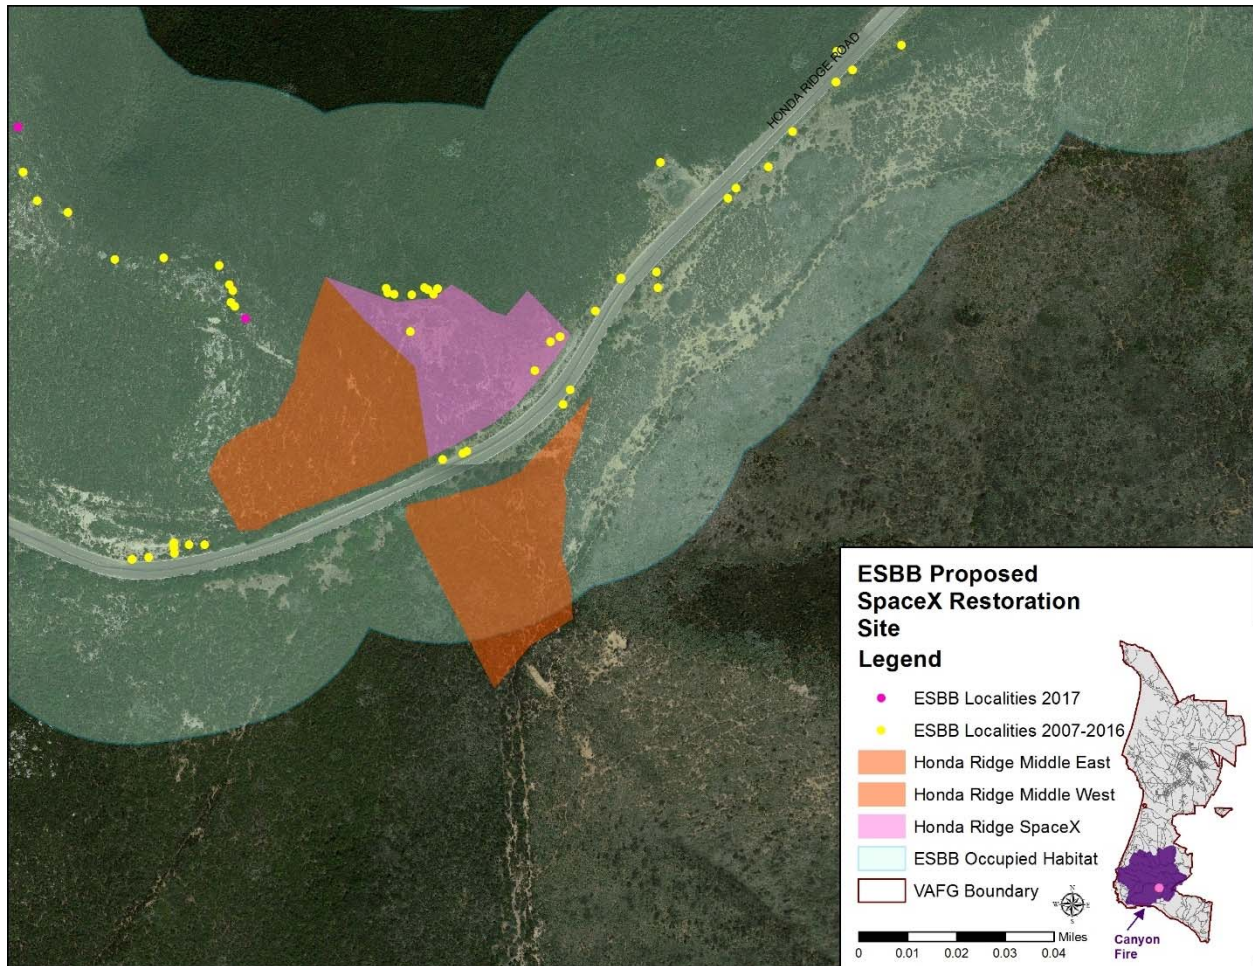 HONDA RIDGE ROAD
ESBB Proposed
SpaceX Restoration
Site
Legend
ESBB Localities 2017
ESBB Localities 2007-2016
Honda Ridge Middle East
Honda Ridge Middle West
Honda Ridge SpaceX
ESBB Occupied Habitat
VAFG Boundary
N
W E
S
Miles
0 0.01 0.02 0.03 0.04
Canyon
Fire